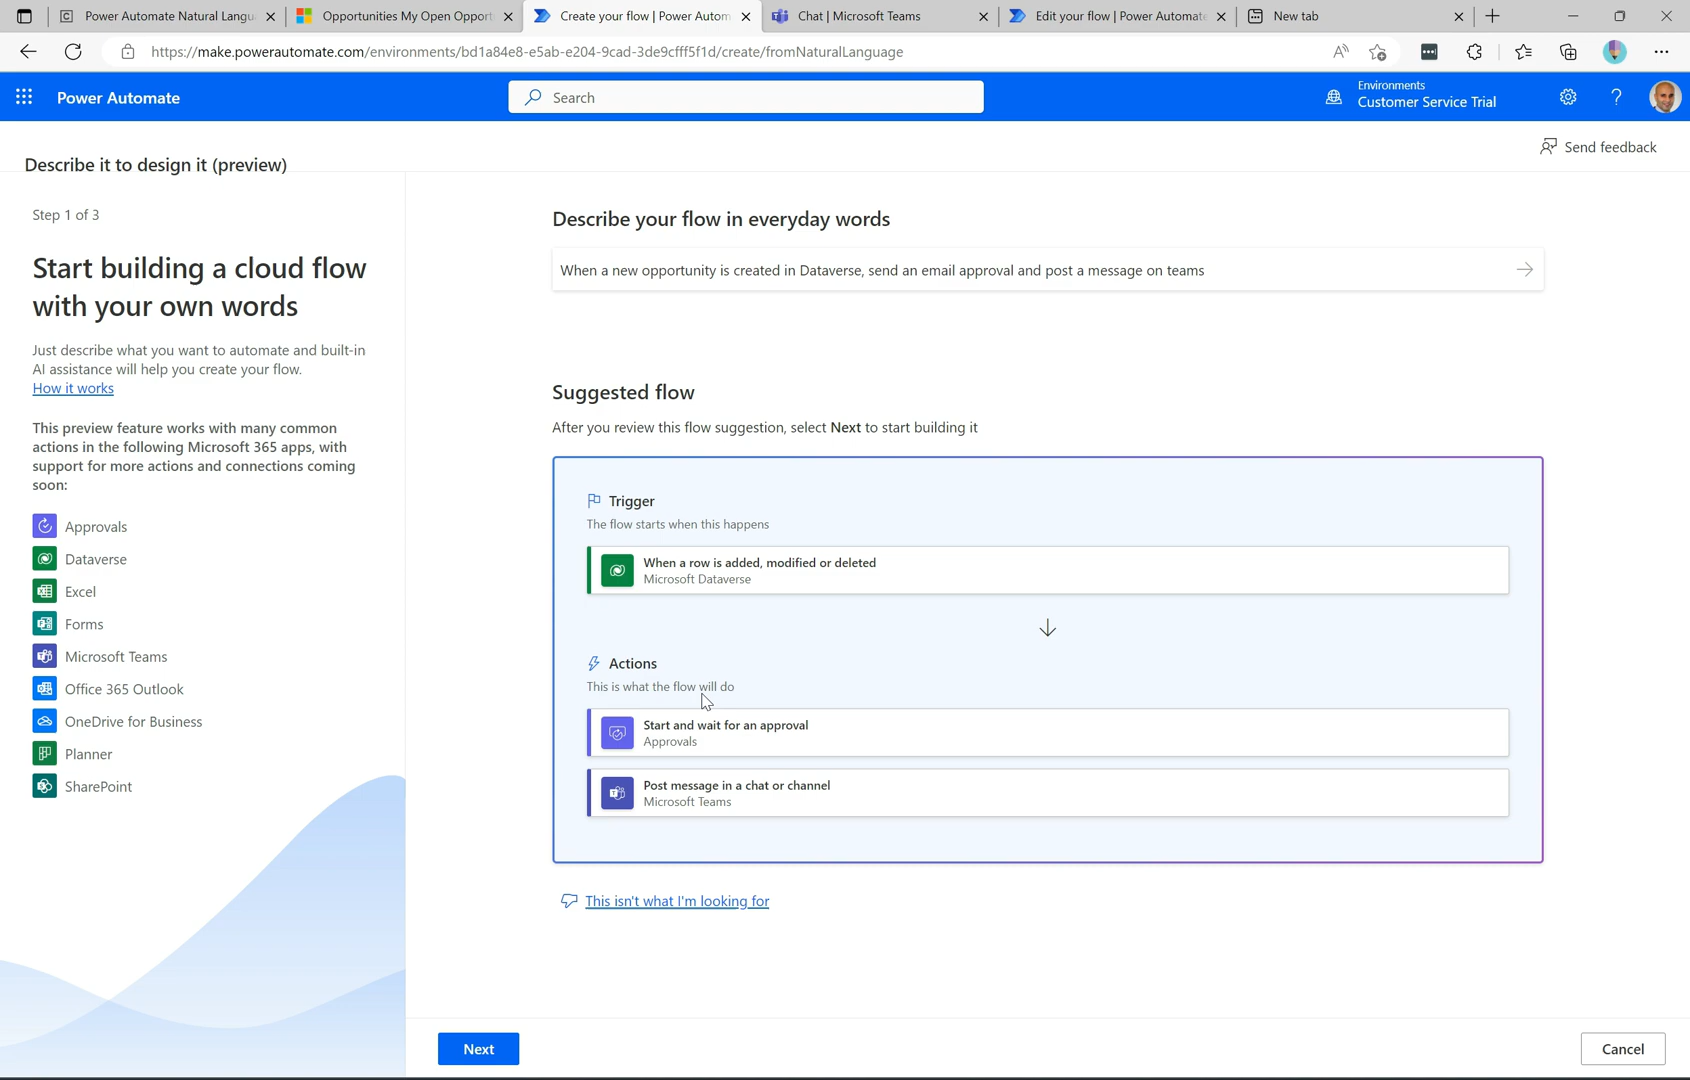 Power Automate Natural Langu
Opportunities My Open Opport
Create your flow | Power Autom
Chat | Microsoft Teams
Edit your flow | Power Automate
New tab
https://make.powerautomate.com/environments/bd1a84e8-e5ab-e204-9cad-3de9cfff5f1d/create/fromNaturalLanguage
Power Automate
Search
Environments
Customer Service Trial
Send feedback
Describe it to design it (preview)
Step 1 of 3
Start building a cloud flow
with your own words
Just describe what you want to automate and built-in
AI assistance will help you create your flow.
How it works
This preview feature works with many common
actions in the following Microsoft 365 apps, with
support for more actions and connections coming
soon:
Approvals
Dataverse
Excel
Forms
Microsoft Teams
Office 365 Outlook
OneDrive for Business
Planner
SharePoint
Describe your flow in everyday words
When a new opportunity is created in Dataverse, send an email approval and post a message on teams
Suggested flow
After you review this flow suggestion, select Next to start building it
Trigger
The flow starts when this happens
When a row is added, modified or deleted
Microsoft Dataverse
Actions
This is what the flow will do
Start and wait for an approval
Approvals
Post message in a chat or channel
Microsoft Teams
This isn't what I'm looking for
Next
Cancel